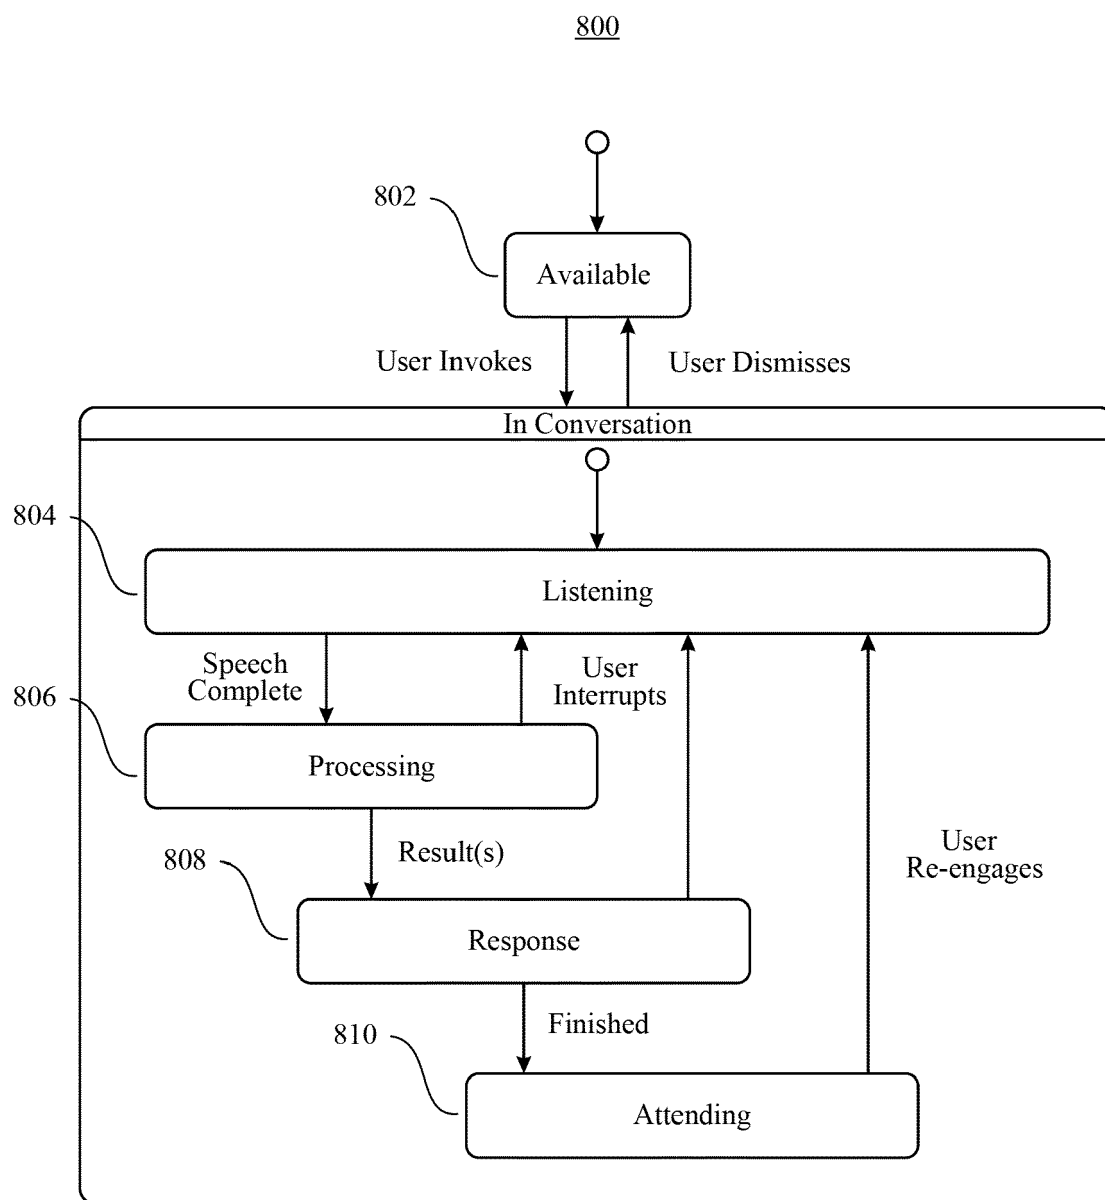 800
802
Available
User Invokes
User Dismisses
In Conversation
804
Listening
Speech
Complete
User
Interrupts
806
Processing
Result(s)
User
Re-engages
808
Response
Finished
810
Attending